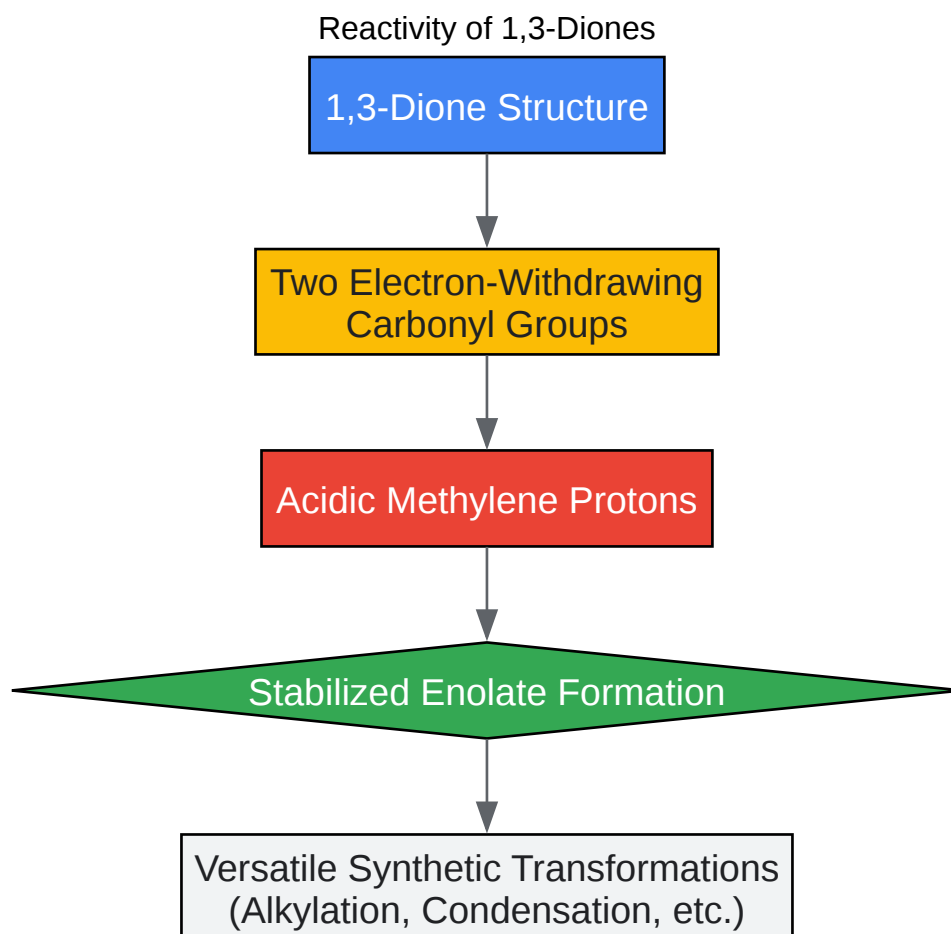 Reactivity of 1,3-Diones
1,3-Dione Structure
Two Electron-Withdrawing
Carbonyl Groups
Acidic Methylene Protons
Stabilized Enolate Formation
Versatile Synthetic Transformations
(Alkylation, Condensation, etc.)